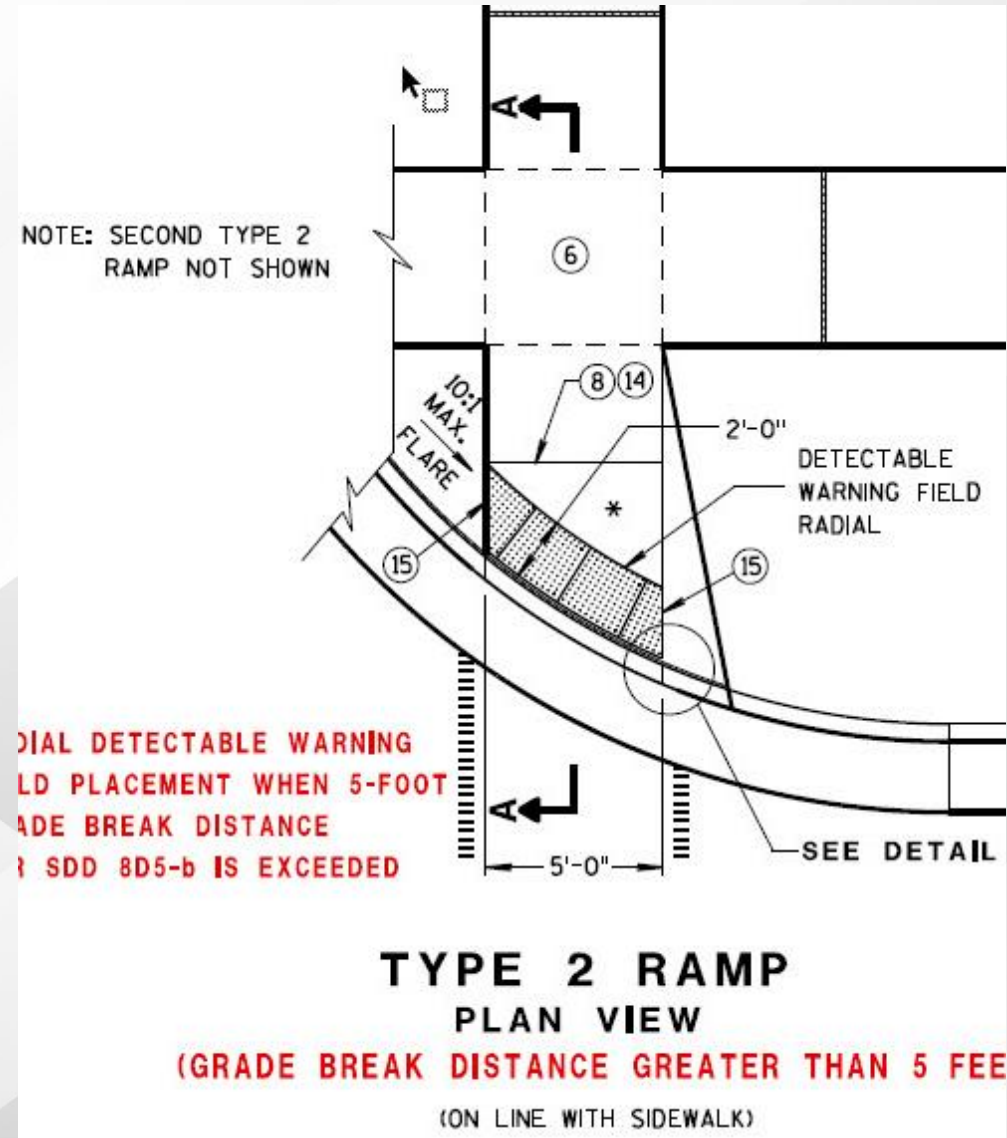 A
NOTE: SECOND TYPE 2
RAMP NOT SHOWN
6
10:1
MAX.
FLARE
8 14
2'-0"
DETECTABLE
WARNING FIELD
RADIAL
*
15
15
DIAL DETECTABLE WARNING
LD PLACEMENT WHEN 5-FOOT
ADE BREAK DISTANCE
R SDD 8D5-b IS EXCEEDED
A
5'-0"
SEE DETAIL
TYPE 2 RAMP
PLAN VIEW
(GRADE BREAK DISTANCE GREATER THAN 5 FEE
(ON LINE WITH SIDEWALK)